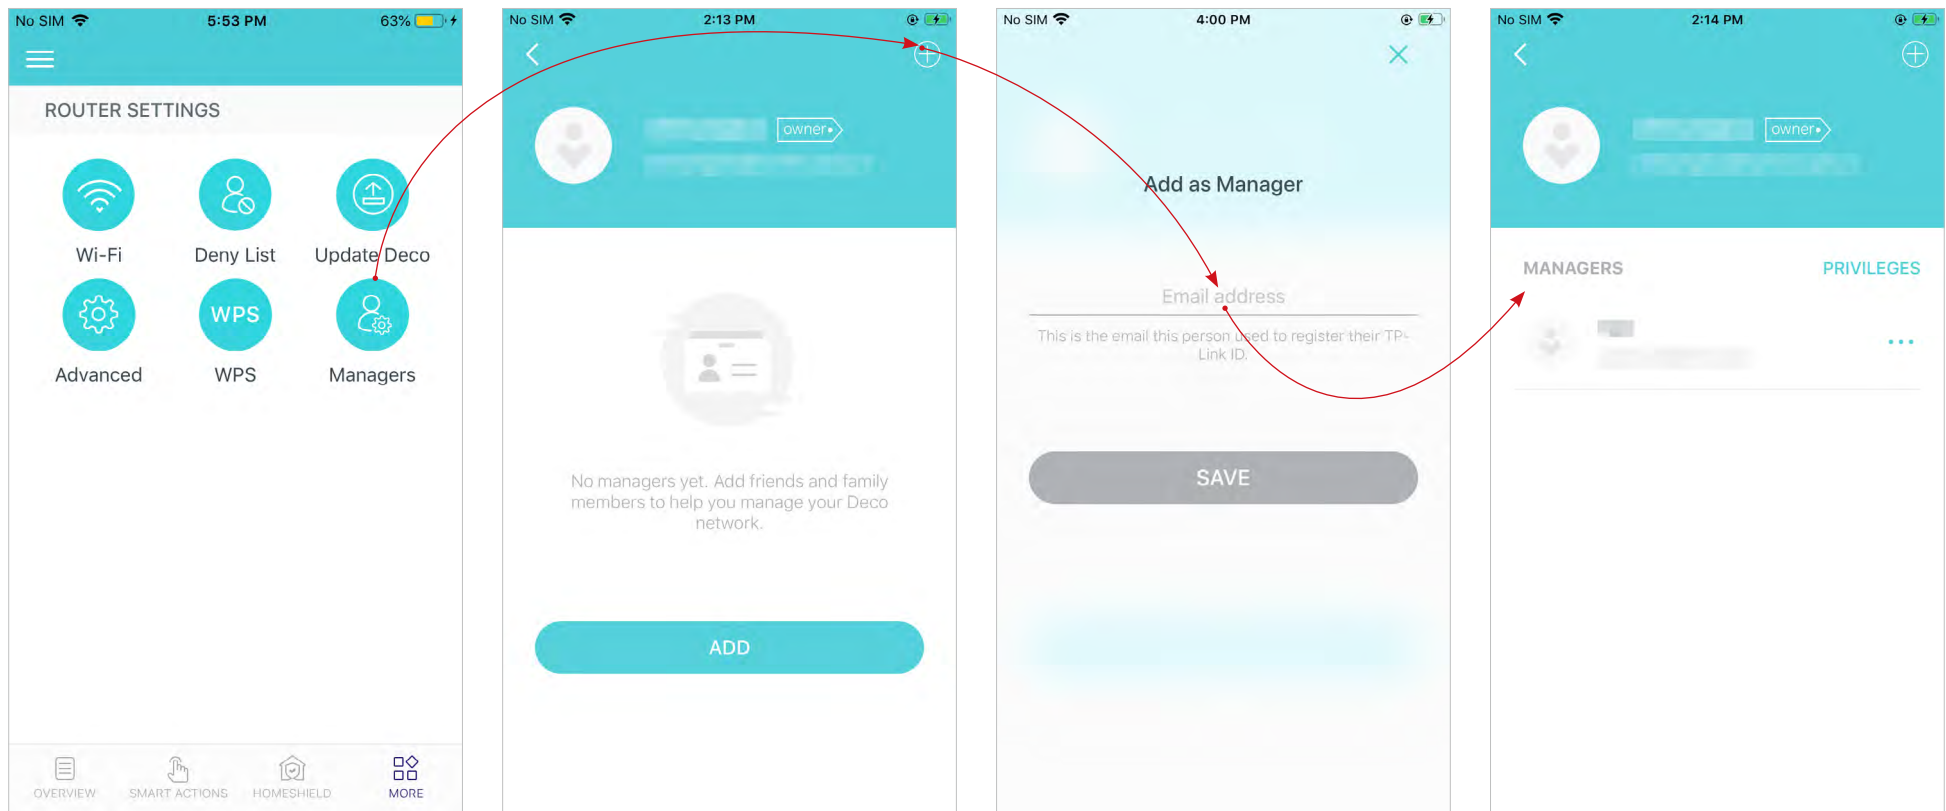 No SIM 5:53 PM 63%
ROUTER SETTINGS
Wi-Fi Deny List Update Deco
WPS
Advanced WPS Managers
OVERVIEW SMART ACTIONS HOMESHIELD MORE
No SIM 2:13 PM
owner
No managers yet. Add friends and family
members to help you manage your Deco
network.
ADD
No SIM 4:00 PM
Add as Manager
Email address
This is the email this person used to register their TP-
Link ID.
SAVE
No SIM 2:14 PM
owner
MANAGERS PRIVILEGES